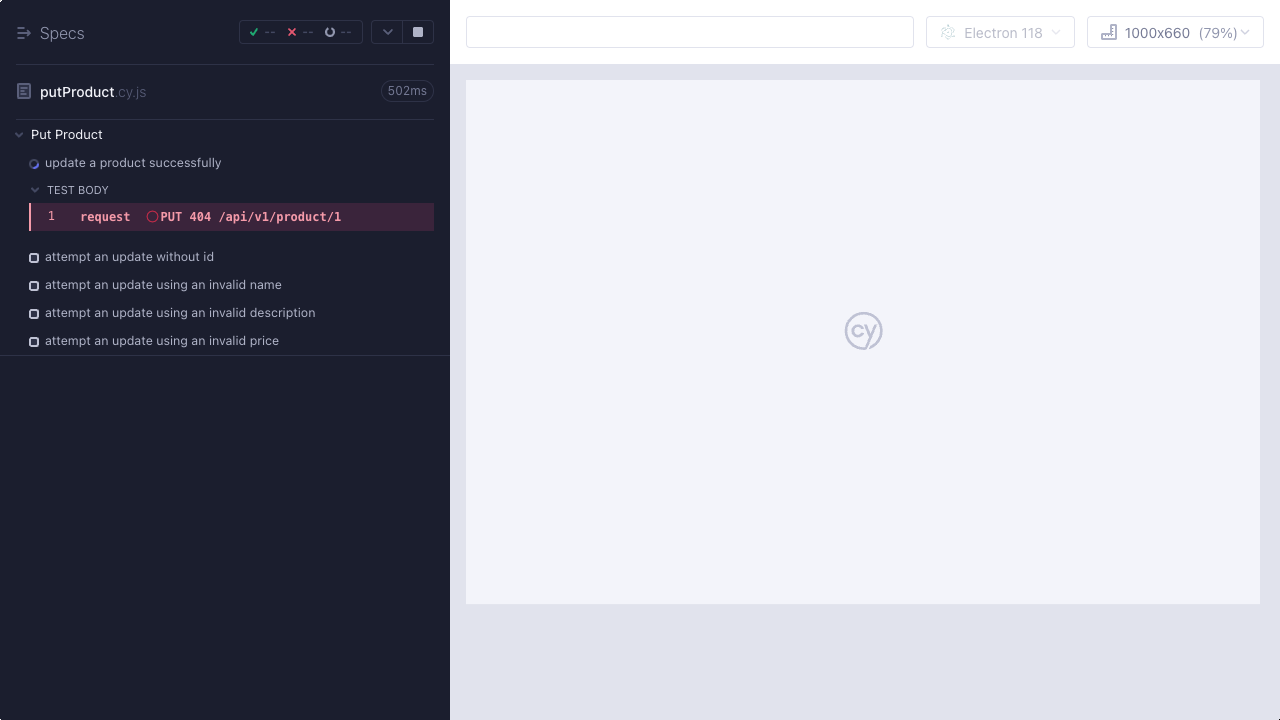 Specs -- -- --
putProduct.cy.js 502ms
Put Product
update a product successfully
TEST BODY
1 request PUT 404 /api/v1/product/1
attempt an update without id
attempt an update using an invalid name
attempt an update using an invalid description
attempt an update using an invalid price
Electron 118 1000x660 (79%)
cy